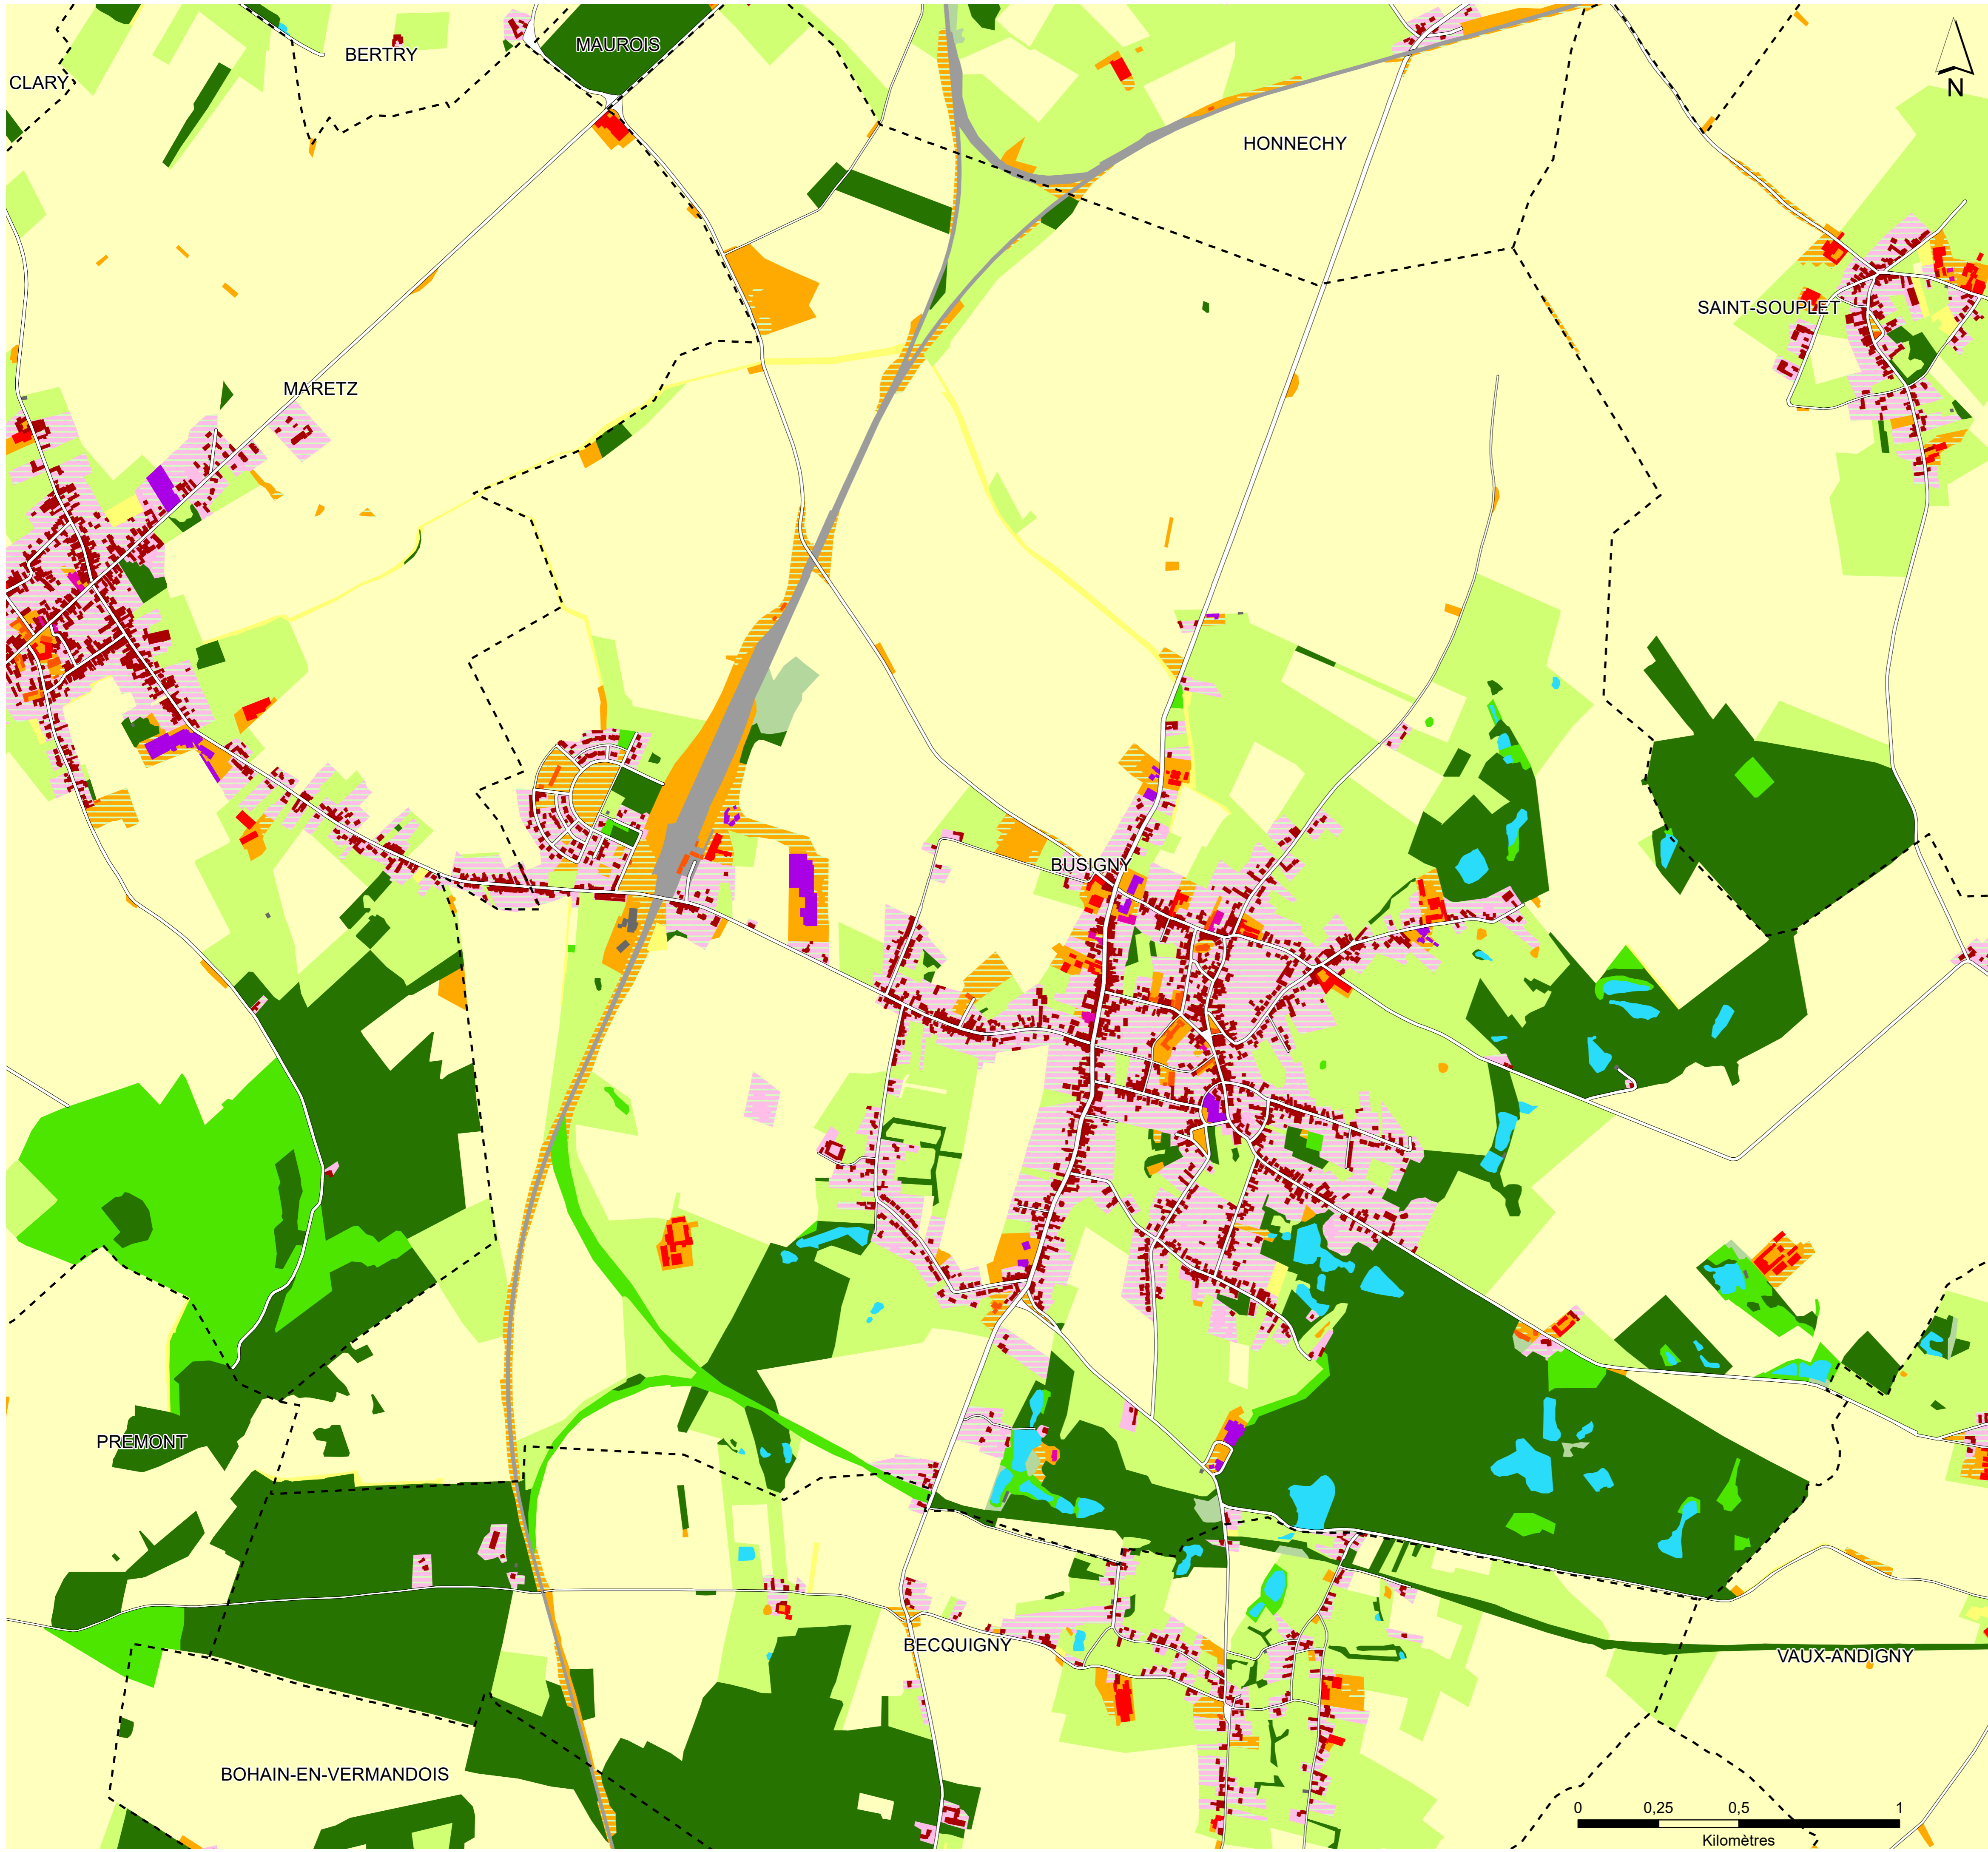 MAUROIS
BERTRY
CLARY
N
HONNECHY
SAINT-SOUPLET
MARETZ
BUSIGNY
PREMONT
BECQUIGNY
VAUX-ANDIGNY
BOHAIN-EN-VERMANDOIS
0 0,25 0,5 1
Kilomètres